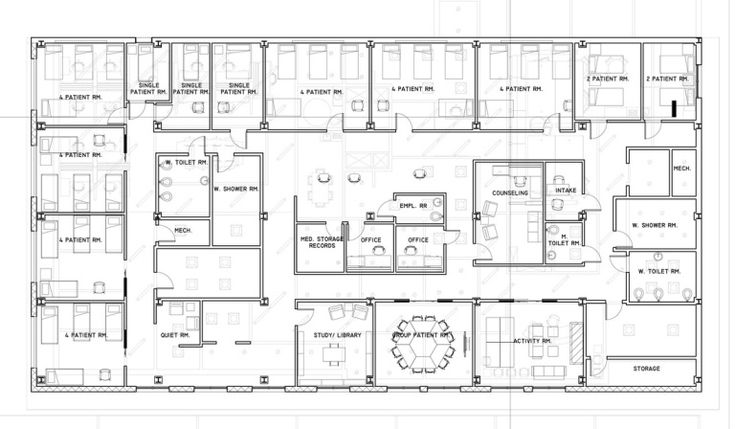 SINGLE
PATIENT RM.
SINGLE
PATIENT RM.
SINGLE
PATIENT RM.
4 PATIENT RM.
4 PATIENT RM.
4 PATIENT RM.
4 PATIENT RM.
2 PATIENT RM.
2 PATIENT RM.
4 PATIENT RM.
W. TOILET RM.
W. SHOWER RM.
COUNSELING
INTAKE
MECH.
EMPL. RR
4 PATIENT RM.
MECH.
MED. STORAGE
RECORDS
OFFICE
OFFICE
M.
TOILET RM.
W. SHOWER RM.
W. TOILET RM.
4 PATIENT RM.
QUIET RM.
STUDY/ LIBRARY
GROUP PATIENT RM.
ACTIVITY RM.
STORAGE